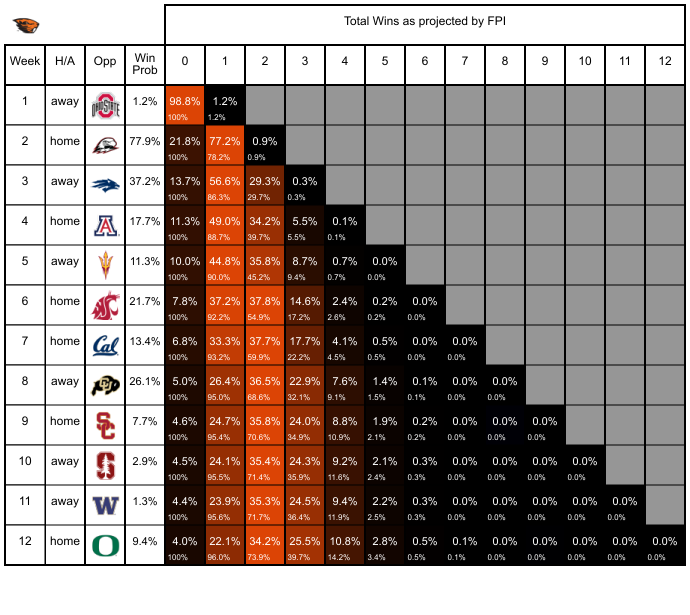 Total Wins as projected by FPI
Week H/A Opp Win Prob 0 1 2 3 4 5 6 7 8 9 10 11 12
1 away OHIO STATE 1.2% 98.8% 1.2%
100% 1.2%
2 home 77.9% 21.8% 77.2% 0.9%
100% 78.2% 0.9%
3 away 37.2% 13.7% 56.6% 29.3% 0.3%
100% 86.3% 29.7% 0.3%
4 home A 17.7% 11.3% 49.0% 34.2% 5.5% 0.1%
100% 88.7% 39.7% 5.5% 0.1%
5 away 11.3% 10.0% 44.8% 35.8% 8.7% 0.7% 0.0%
100% 90.0% 45.2% 9.4% 0.7% 0.0%
6 home 21.7% 7.8% 37.2% 37.8% 14.6% 2.4% 0.2% 0.0%
100% 92.2% 54.9% 17.2% 2.6% 0.2% 0.0%
7 home Cal 13.4% 6.8% 33.3% 37.7% 17.7% 4.1% 0.5% 0.0% 0.0%
100% 93.2% 59.9% 22.2% 4.5% 0.5% 0.0% 0.0%
8 away CU 26.1% 5.0% 26.4% 36.5% 22.9% 7.6% 1.4% 0.1% 0.0% 0.0%
100% 95.0% 68.6% 32.1% 9.1% 1.5% 0.1% 0.0% 0.0%
9 home SC 7.7% 4.6% 24.7% 35.8% 24.0% 8.8% 1.9% 0.2% 0.0% 0.0% 0.0%
100% 95.4% 70.6% 34.9% 10.9% 2.1% 0.2% 0.0% 0.0% 0.0%
10 away S 2.9% 4.5% 24.1% 35.4% 24.3% 9.2% 2.1% 0.3% 0.0% 0.0% 0.0% 0.0%
100% 95.5% 71.4% 35.9% 11.6% 2.4% 0.3% 0.0% 0.0% 0.0% 0.0%
11 away W 1.3% 4.4% 23.9% 35.3% 24.5% 9.4% 2.2% 0.3% 0.0% 0.0% 0.0% 0.0% 0.0%
100% 95.6% 71.7% 36.4% 11.9% 2.5% 0.3% 0.0% 0.0% 0.0% 0.0% 0.0%
12 home O 9.4% 4.0% 22.1% 34.2% 25.5% 10.8% 2.8% 0.5% 0.1% 0.0% 0.0% 0.0% 0.0% 0.0%
100% 96.0% 73.9% 39.7% 14.2% 3.4% 0.5% 0.1% 0.0% 0.0% 0.0% 0.0% 0.0%